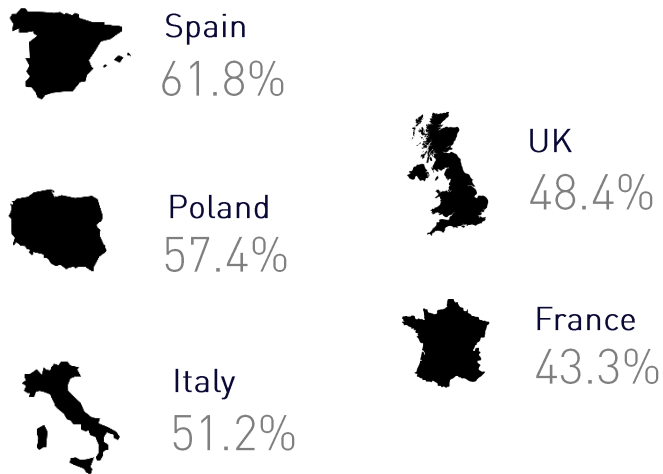 Spain
61.8%
Poland
57.4%
Italy
51.2%
UK
48.4%
France
43.3%